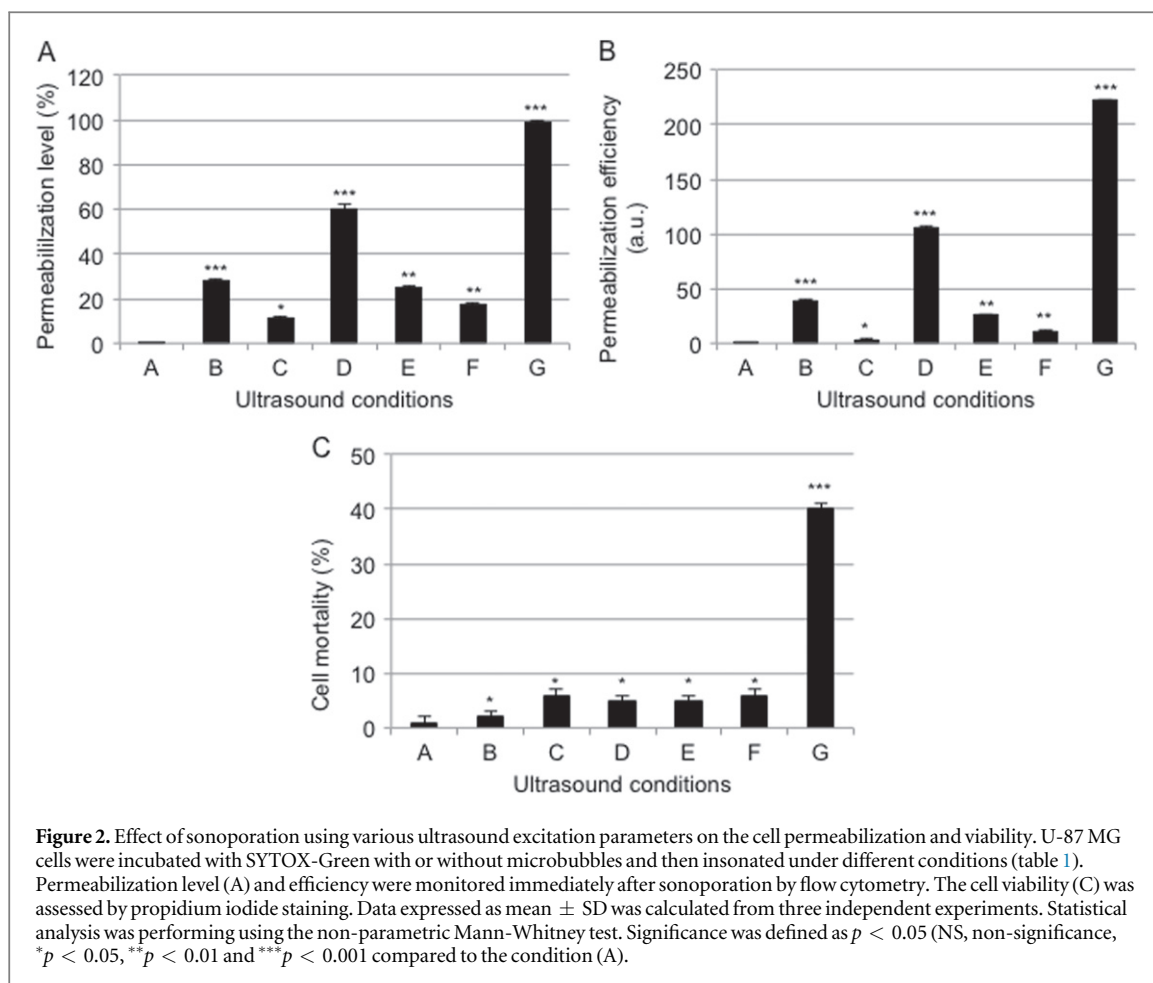 A
Permeabililzation level (%)
120
100
80
60
40
20
0
***
*
***
**
**
***
A B C D E F G
Ultrasound conditions
B
Permeabilization efficiency
(a.u.)
250
200
150
100
50
0
***
*
***
**
**
***
A B C D E F G
Ultrasound conditions
C
Cell mortality (%)
50
40
30
20
10
0
*
*
*
*
*
***
A B C D E F G
Ultrasound conditions
Figure 2. Effect of sonoporation using various ultrasound excitation parameters on the cell permeabilization and viability. U-87 MG
cells were incubated with SYTOX-Green with or without microbubbles and then insonated under different conditions (table 1).
Permeabilization level (A) and efficiency were monitored immediately after sonoporation by flow cytometry. The cell viability (C) was
assessed by propidium iodide staining. Data expressed as mean ± SD was calculated from three independent experiments. Statistical
analysis was performing using the non-parametric Mann-Whitney test. Significance was defined as p < 0.05 (NS, non-significance,
*p < 0.05, **p < 0.01 and ***p < 0.001 compared to the condition (A).